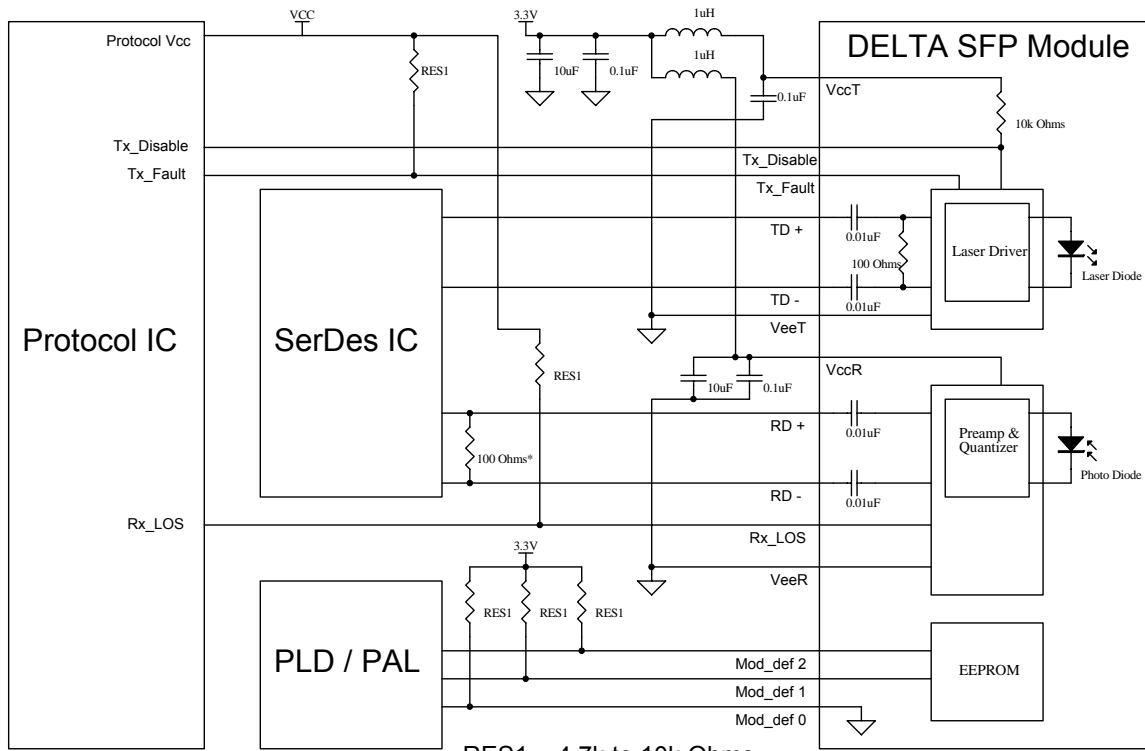 VCC
3.3V
1uH
Protocol Vcc
DELTA SFP Module
RES1
10uF
0.1uF
1uH
0.1uF
VccT
10k Ohms
Tx_Disable
Tx_Disable
Tx_Fault
Tx_Fault
TD +
0.01uF
100 Ohms
Laser Driver
Laser Diode
0.01uF
TD -
VeeT
Protocol IC
SerDes IC
RES1
10uF
0.1uF
VccR
RD +
0.01uF
Preamp &
Quantizer
100 Ohms*
Photo Diode
RD -
0.01uF
Rx_LOS
Rx_LOS
3.3V
VeeR
RES1
RES1
RES1
PLD / PAL
Mod_def 2
EEPROM
Mod_def 1
Mod_def 0